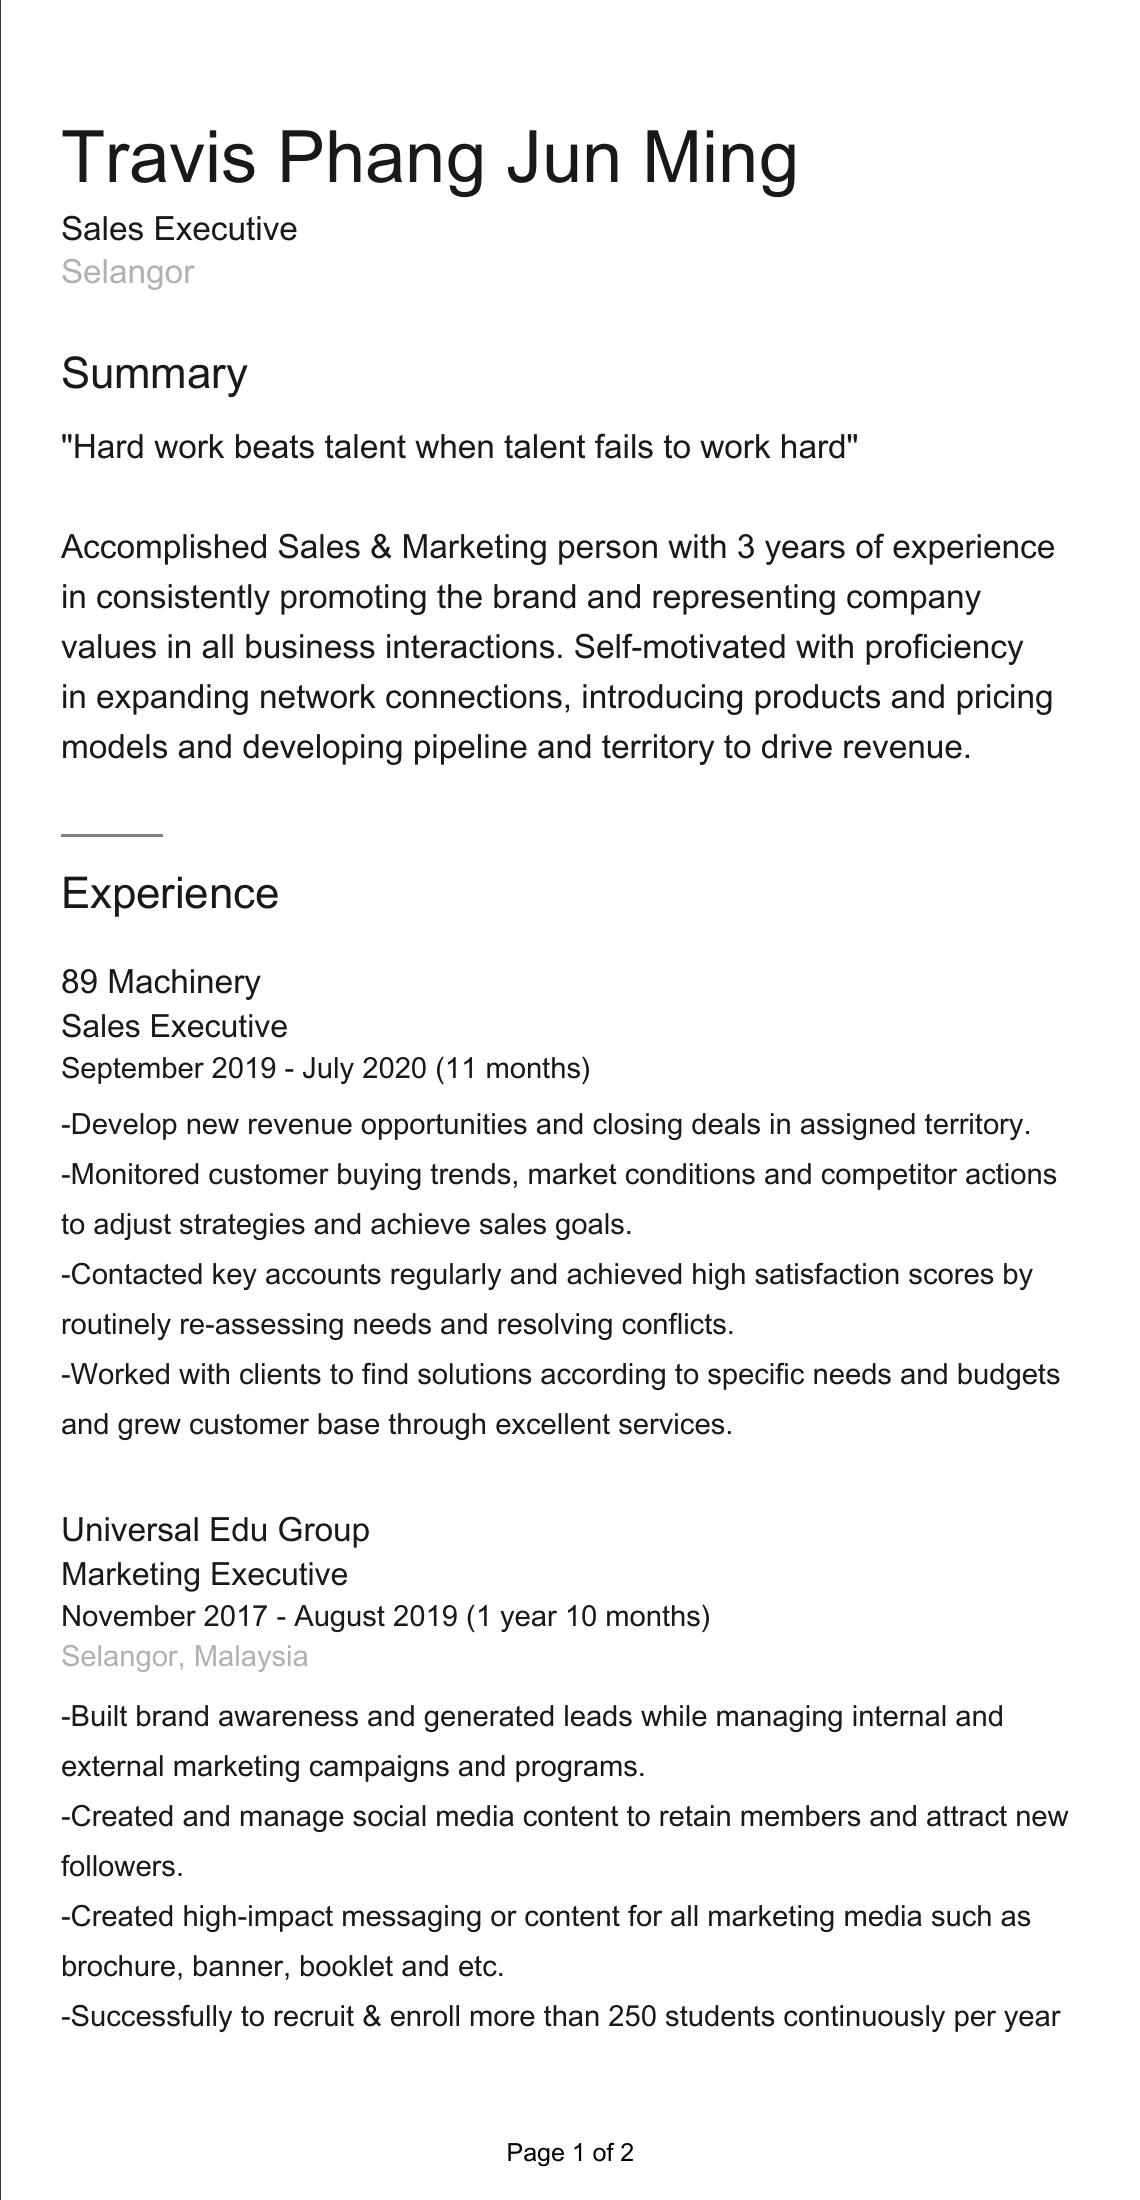 Travis Phang Jun Ming
Sales Executive
Selangor
Summary
"Hard work beats talent when talent fails to work hard"
Accomplished Sales & Marketing person with 3 years of experience
in consistently promoting the brand and representing company
values in all business interactions. Self-motivated with proficiency
in expanding network connections, introducing products and pricing
models and developing pipeline and territory to drive revenue.
Experience
89 Machinery
Sales Executive
September 2019 - July 2020 (11 months)
-Develop new revenue opportunities and closing deals in assigned territory.
-Monitored customer buying trends, market conditions and competitor actions
to adjust strategies and achieve sales goals.
-Contacted key accounts regularly and achieved high satisfaction scores by
routinely re-assessing needs and resolving conflicts.
-Worked with clients to find solutions according to specific needs and budgets
and grew customer base through excellent services.
Universal Edu Group
Marketing Executive
November 2017 - August 2019 (1 year 10 months)
Selangor, Malaysia
-Built brand awareness and generated leads while managing internal and
external marketing campaigns and programs.
-Created and manage social media content to retain members and attract new
followers.
-Created high-impact messaging or content for all marketing media such as
brochure, banner, booklet and etc.
-Successfully to recruit & enroll more than 250 students continuously per year
Page 1 of 2